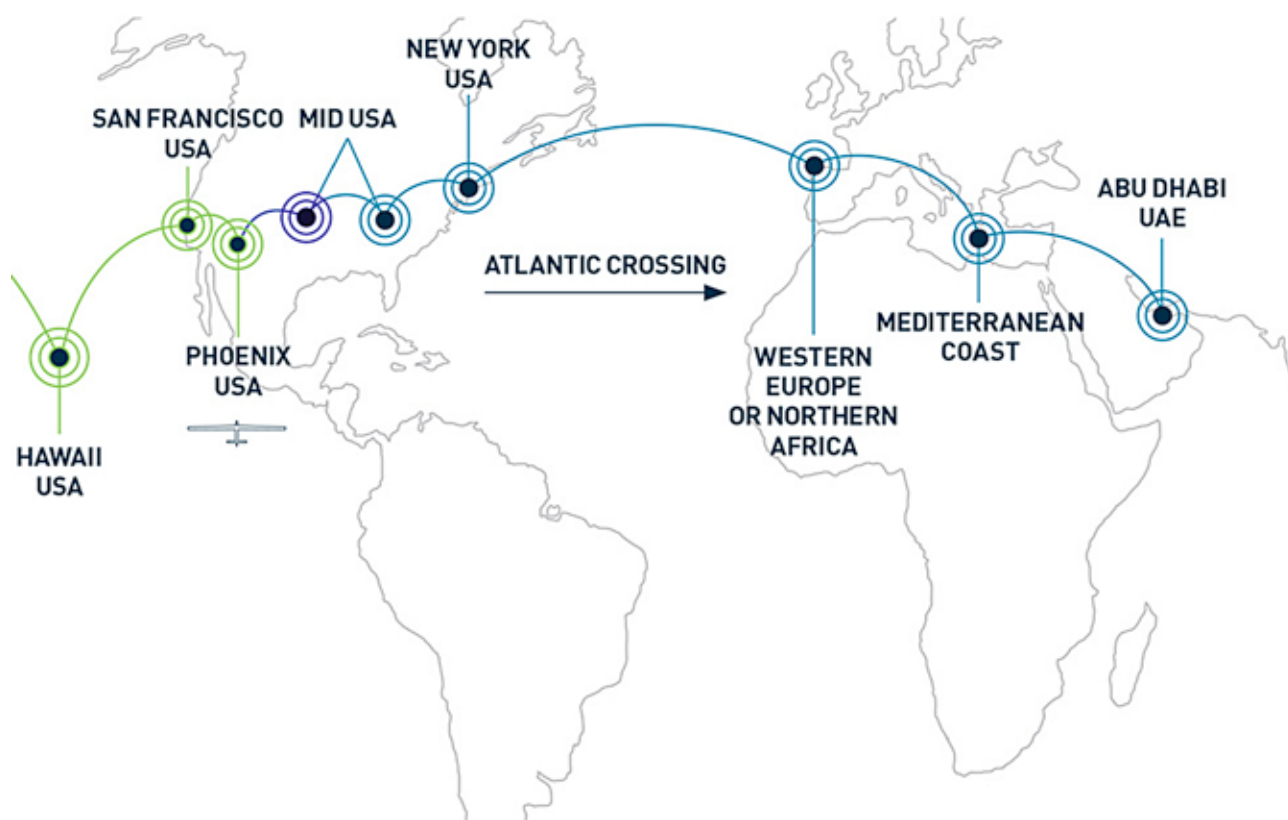 NEW YORK
USA
SAN FRANCISCO
USA
MID USA
ABU DHABI
UAE
ATLANTIC CROSSING
MEDITERRANEAN
COAST
PHOENIX
USA
WESTERN
EUROPE
OR NORTHERN
AFRICA
HAWAII
USA